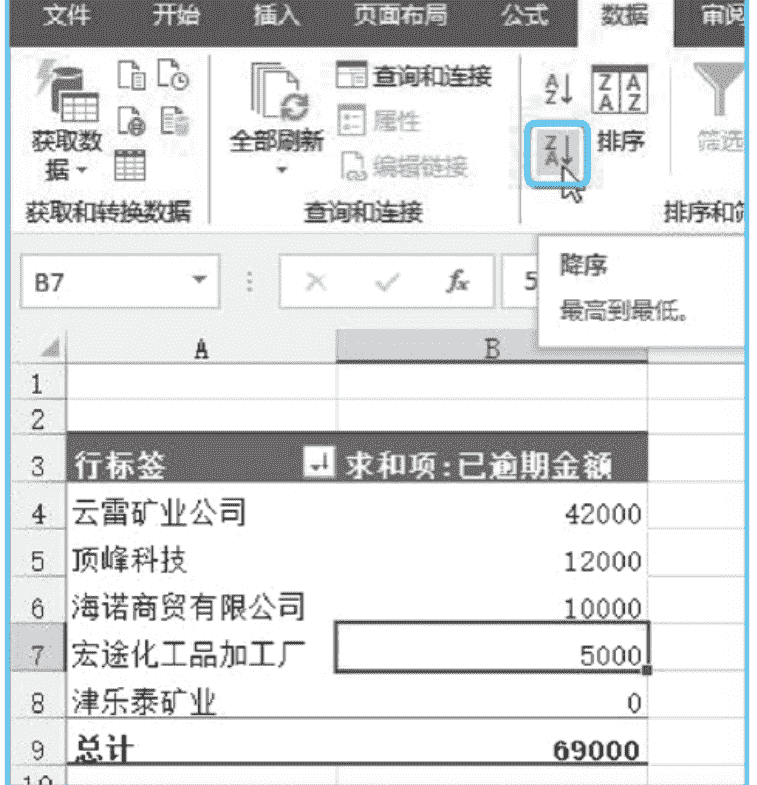 文件 开始 插入 页面布局 公式 数据 审阅
查询和连接
属性
编辑链接
获取数据
全部刷新
排序
筛选
获取和转换数据 查询和连接 排序和筛
B7 fx 5
降序
最高到最低。
A B
1
2
3 行标签 求和项:已逾期金额
4 云雷矿业公司 42000
5 顶峰科技 12000
6 海诺商贸有限公司 10000
7 宏途化工品加工厂 5000
8 津乐泰矿业 0
9 总计 69000
10